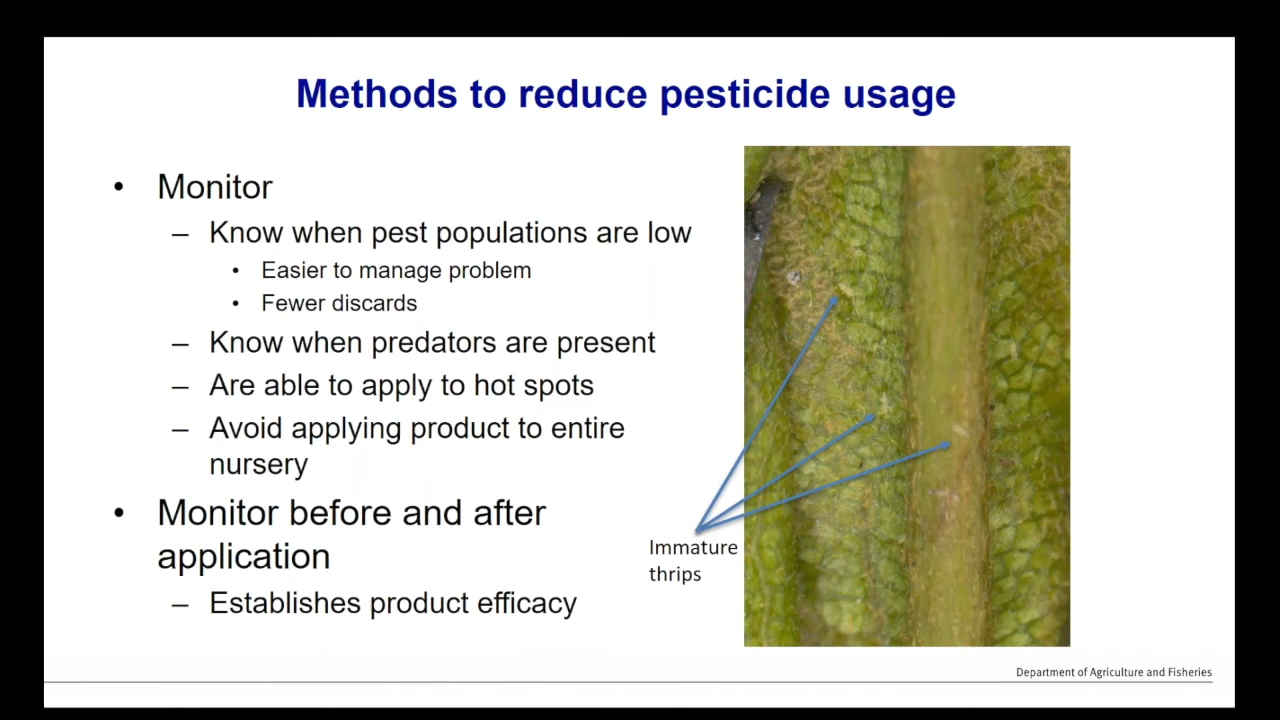 Methods to reduce pesticide usage
• Monitor
– Know when pest populations are low
• Easier to manage problem
• Fewer discards
– Know when predators are present
– Are able to apply to hot spots
– Avoid applying product to entire
nursery
• Monitor before and after
application
– Establishes product efficacy
Immature
thrips
Department of Agriculture and Fisheries